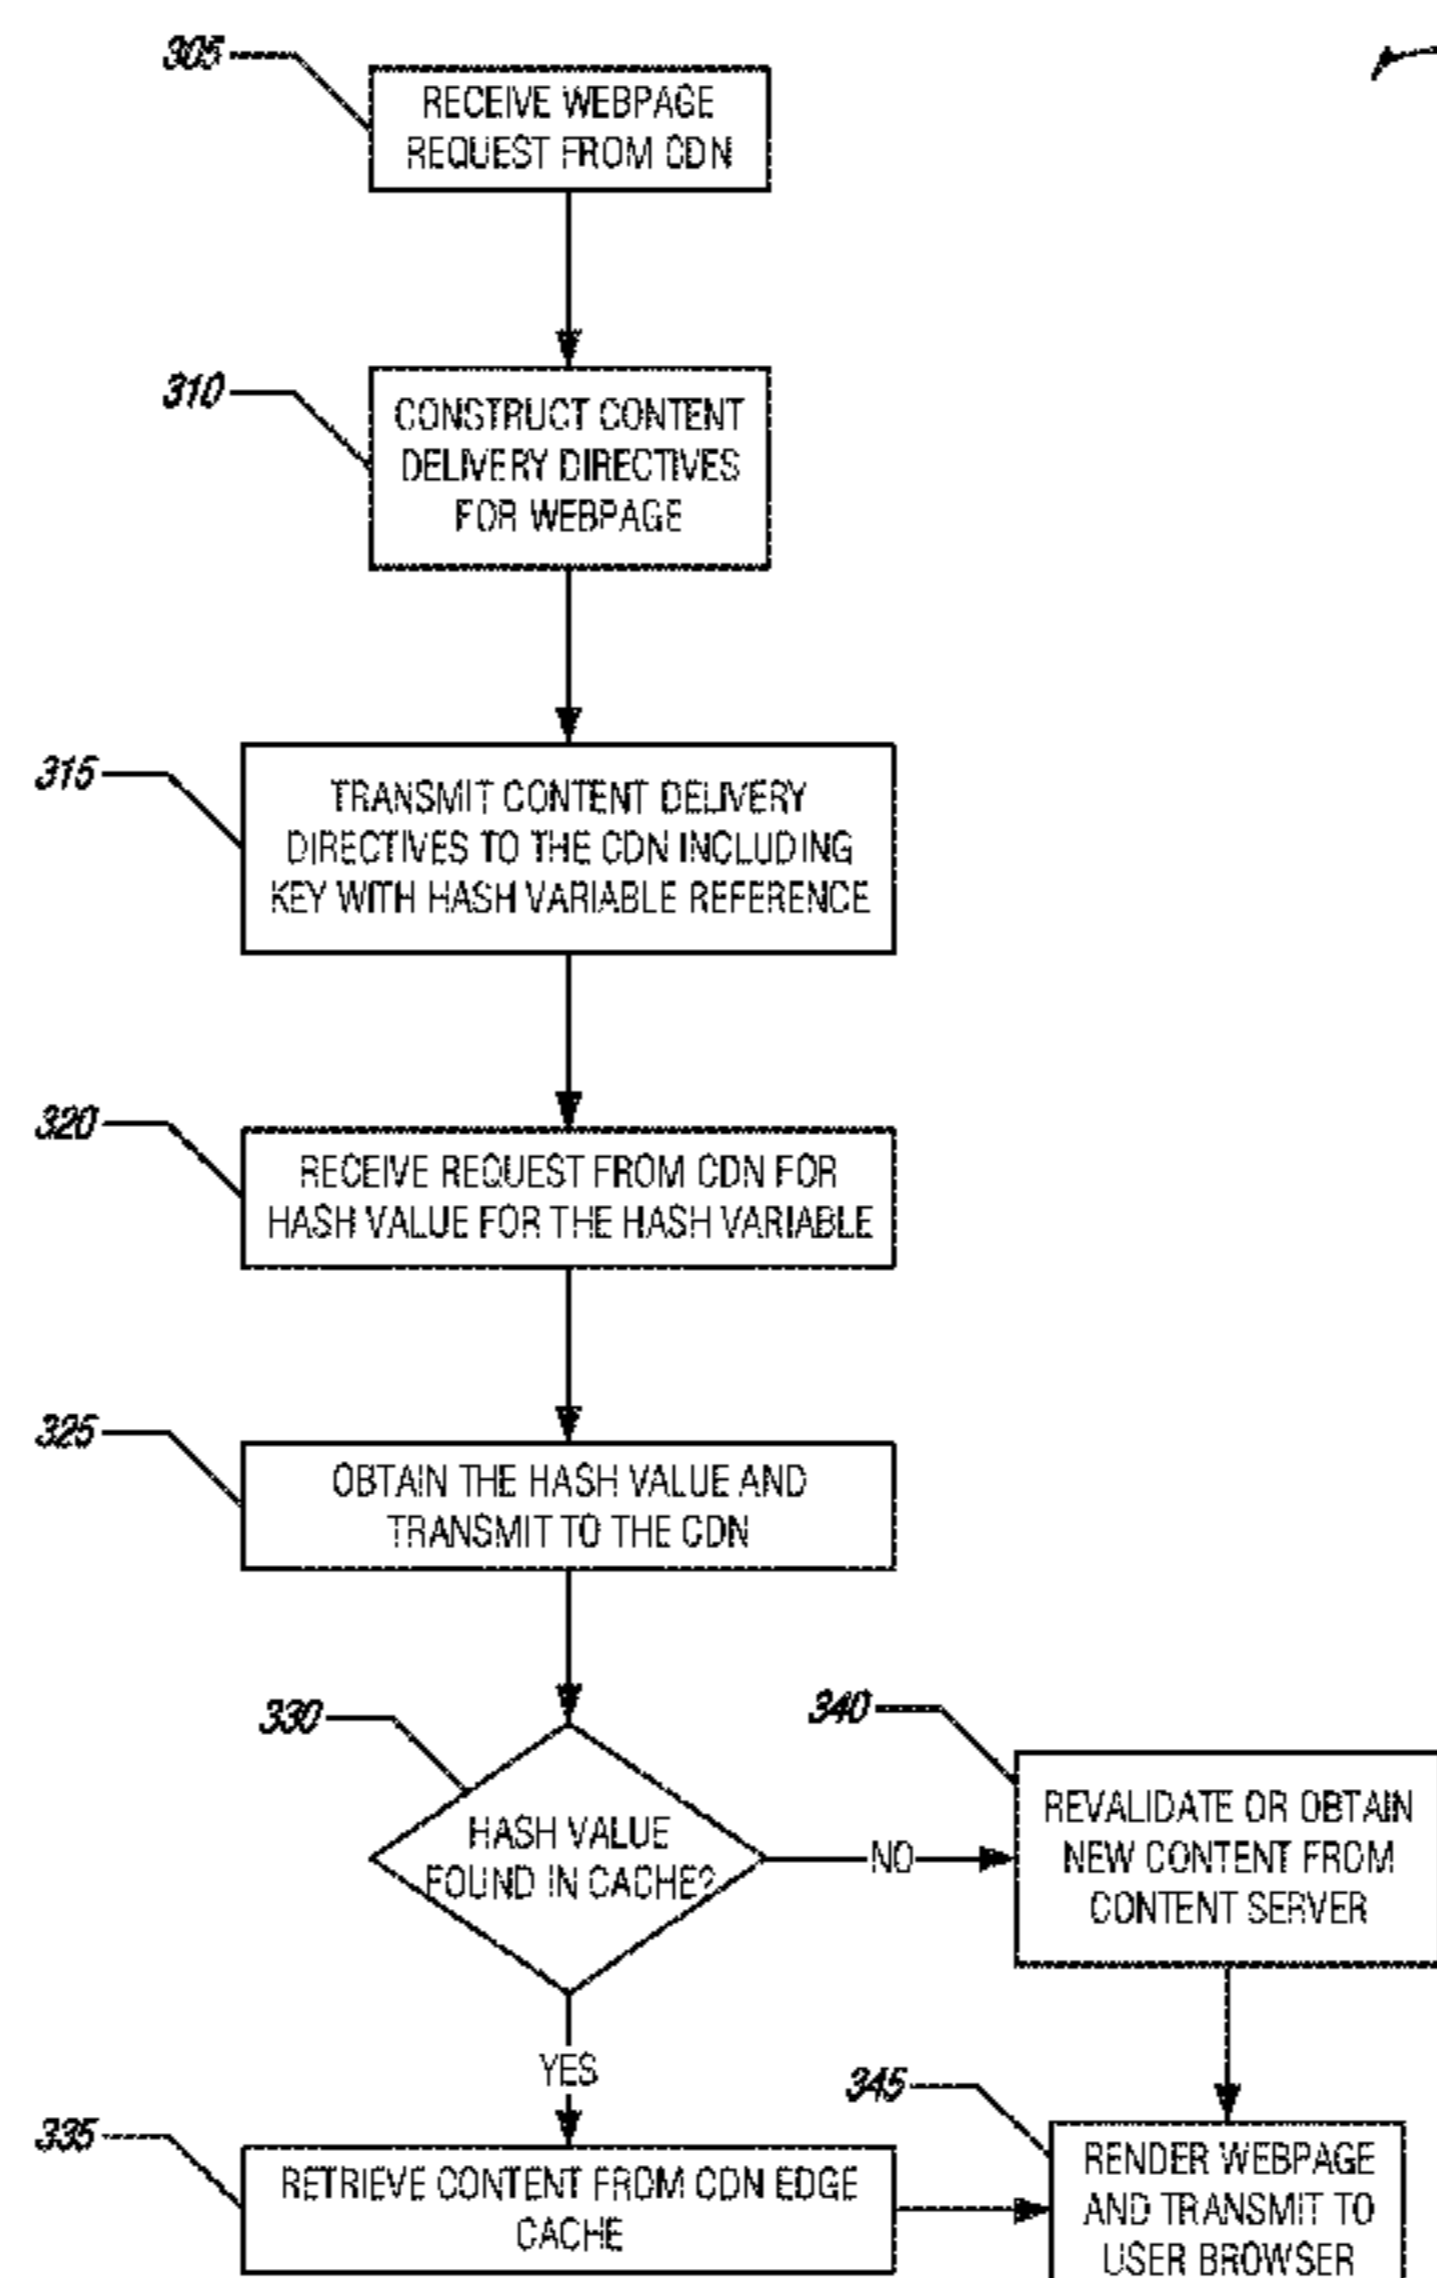 305
RECEIVE WEBPAGE
REQUEST FROM CDN
310
CONSTRUCT CONTENT
DELIVERY DIRECTIVES
FOR WEBPAGE
315
TRANSMIT CONTENT DELIVERY
DIRECTIVES TO THE CDN INCLUDING
KEY WITH HASH VARIABLE REFERENCE
320
RECEIVE REQUEST FROM CDN FOR
HASH VALUE FOR THE HASH VARIABLE
325
OBTAIN THE HASH VALUE AND
TRANSMIT TO THE CDN
330
HASH VALUE
FOUND IN CACHE?
NO
340
REVALIDATE OR OBTAIN
NEW CONTENT FROM
CONTENT SERVER
YES
335
RETRIEVE CONTENT FROM CDN EDGE
CACHE
345
RENDER WEBPAGE
AND TRANSMIT TO
USER BROWSER